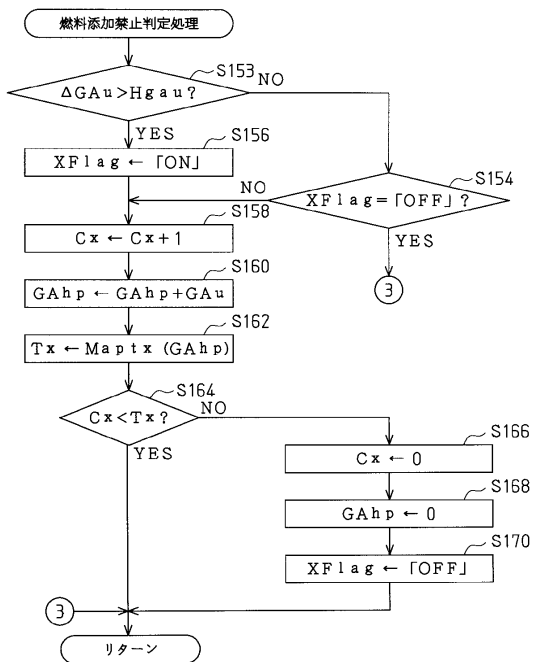 燃料添加禁止判定処理
S153
ΔGAu>Hgau?
NO
YES
S156
XFlag ← 「ON」
S154
XFlag=「OFF」?
NO
YES
③
S158
Cx ← Cx+1
S160
GAhp ← GAhp+GAu
S162
Tx ← Maptx (GAhp)
S164
Cx<Tx?
NO
YES
S166
Cx ← 0
S168
GAhp ← 0
S170
XFlag ← 「OFF」
③
リターン